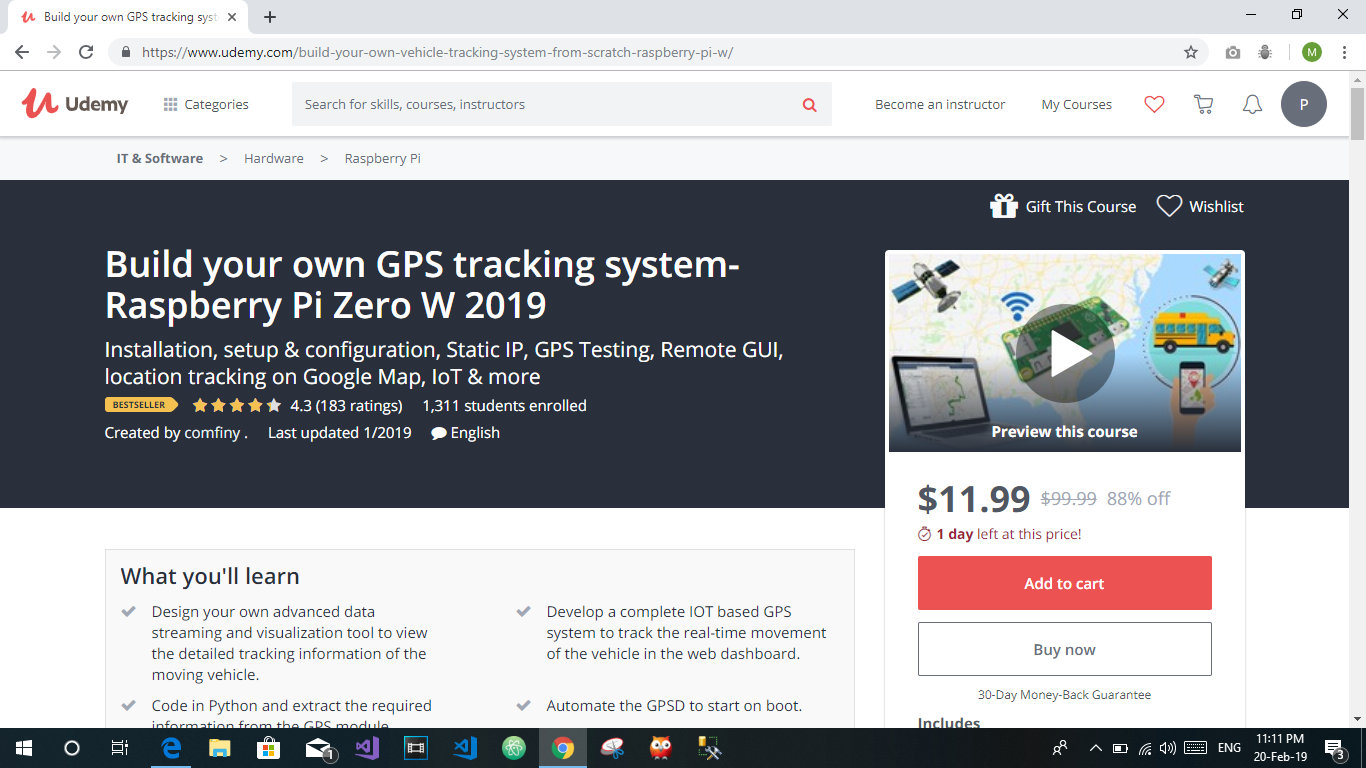 Build your own GPS tracking syst
https://www.udemy.com/build-your-own-vehicle-tracking-system-from-scratch-raspberry-pi-w/
M
Udemy
Categories
Search for skills, courses, instructors
Become an instructor
My Courses
P
IT & Software > Hardware > Raspberry Pi
Gift This Course
Wishlist
Build your own GPS tracking system-
Raspberry Pi Zero W 2019
Installation, setup & configuration, Static IP, GPS Testing, Remote GUI,
location tracking on Google Map, IoT & more
BESTSELLER 4.3 (183 ratings) 1,311 students enrolled
Created by comfiny . Last updated 1/2019 English
Preview this course
$11.99 $99.99 88% off
1 day left at this price!
Add to cart
Buy now
30-Day Money-Back Guarantee
Includes
What you'll learn
Design your own advanced data
streaming and visualization tool to view
the detailed tracking information of the
moving vehicle.
Develop a complete IOT based GPS
system to track the real-time movement
of the vehicle in the web dashboard.
Code in Python and extract the required
information from the GPS module
Automate the GPSD to start on boot.
1
ENG
11:11 PM
20-Feb-19
3